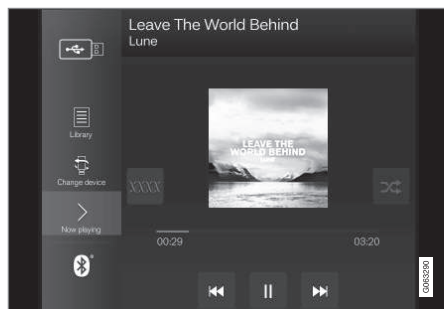 Leave The World Behind
Lune
Library
Change device
Now playing
LEAVE THE
WORLD BEHIND
LUNE
XXXX
00:29
03:20
G063290